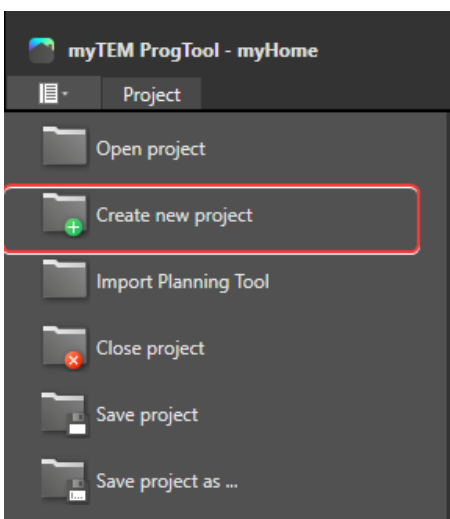 myTEM ProgTool - myHome
Project
Open project
Create new project
Import Planning Tool
Close project
Save project
Save project as ...